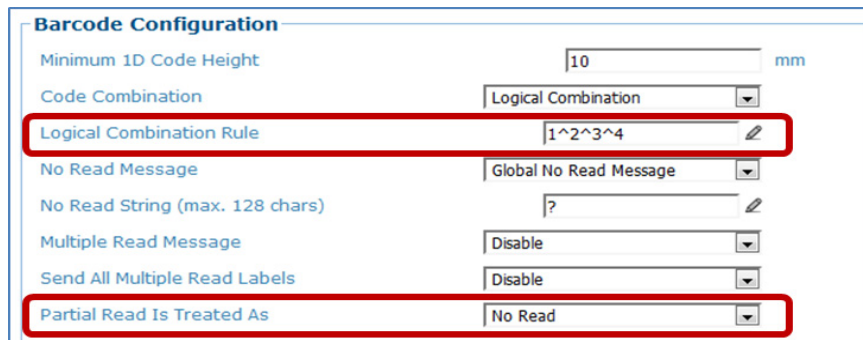 Barcode Configuration
Minimum 1D Code Height 10 mm
Code Combination Logical Combination
Logical Combination Rule 1^2^3^4
No Read Message Global No Read Message
No Read String (max. 128 chars) ?
Multiple Read Message Disable
Send All Multiple Read Labels Disable
Partial Read Is Treated As No Read